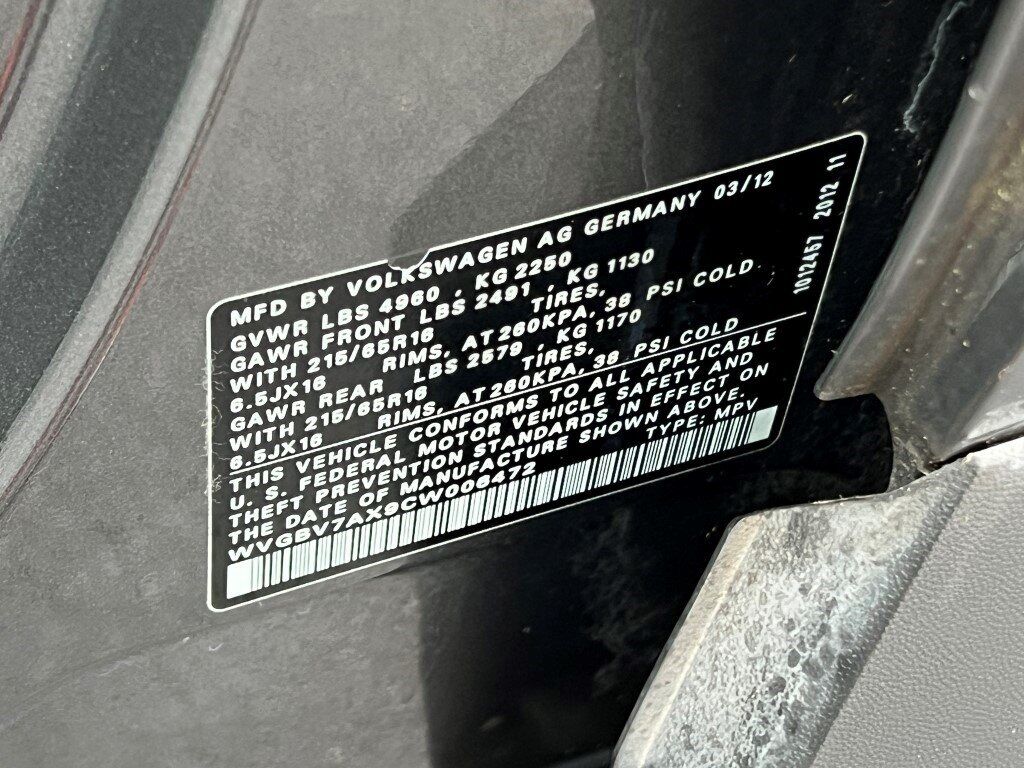 MFD BY VOLKSWAGEN AG GERMANY 03/12
GVWR LBS 4960 , KG 2250
GAWR FRONT LBS 2491 , KG 1130
WITH 215/65R16 TIRES,
6.5JX16 RIMS, AT 260KPA, 38 PSI COLD.
GAWR REAR LBS 2579 , KG 1170
WITH 215/65R16 TIRES,
6.5JX16 RIMS, AT 260KPA, 38 PSI COLD
THIS VEHICLE CONFORMS TO ALL APPLICABLE
U. S. FEDERAL MOTOR VEHICLE SAFETY AND
THEFT PREVENTION STANDARDS IN EFFECT ON
THE DATE OF MANUFACTURE SHOWN ABOVE.
WVGBV7AX9CW006472 TYPE: MPV
1012457 2012 11